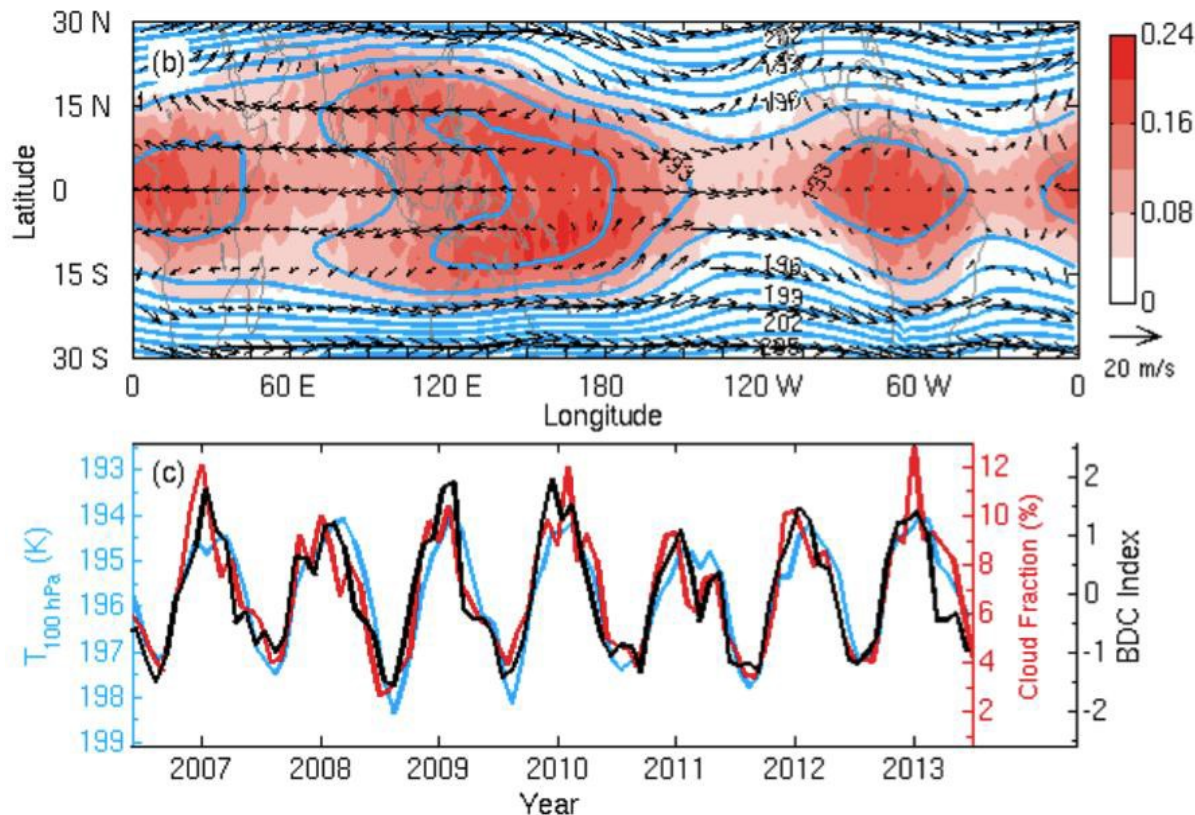 30 N
(b)
202
196
0.24
15 N
0.16
Latitude
0
193
193
0.08
15 S
196
199
202
0
30 S
20 m/s
0
60 E
120 E
180
120 W
60 W
0
Longitude
(c)
193
194
195
196
197
198
199
T100 hPa (K)
12
10
8
6
4
2
Cloud Fraction (%)
2
1
0
-1
-2
BDC Index
2007
2008
2009
2010
2011
2012
2013
Year